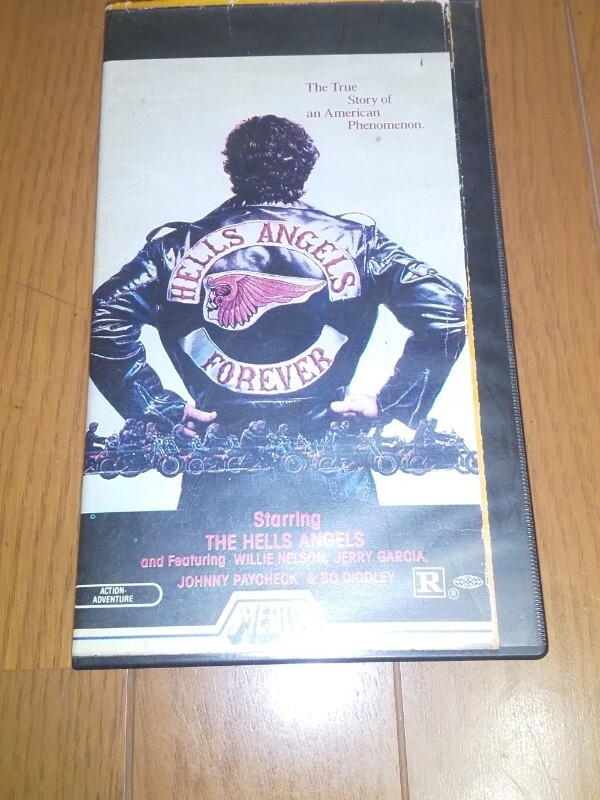 The True
Story of
an American
Phenomenon.
HELLS ANGELS
FOREVER
Starring
THE HELLS ANGELS
and Featuring WILLIE NELSON, JERRY GARCIA,
JOHNNY PAYCHECK & BO DIDDLEY
R
®
ACTION-
ADVENTURE
MEDIA